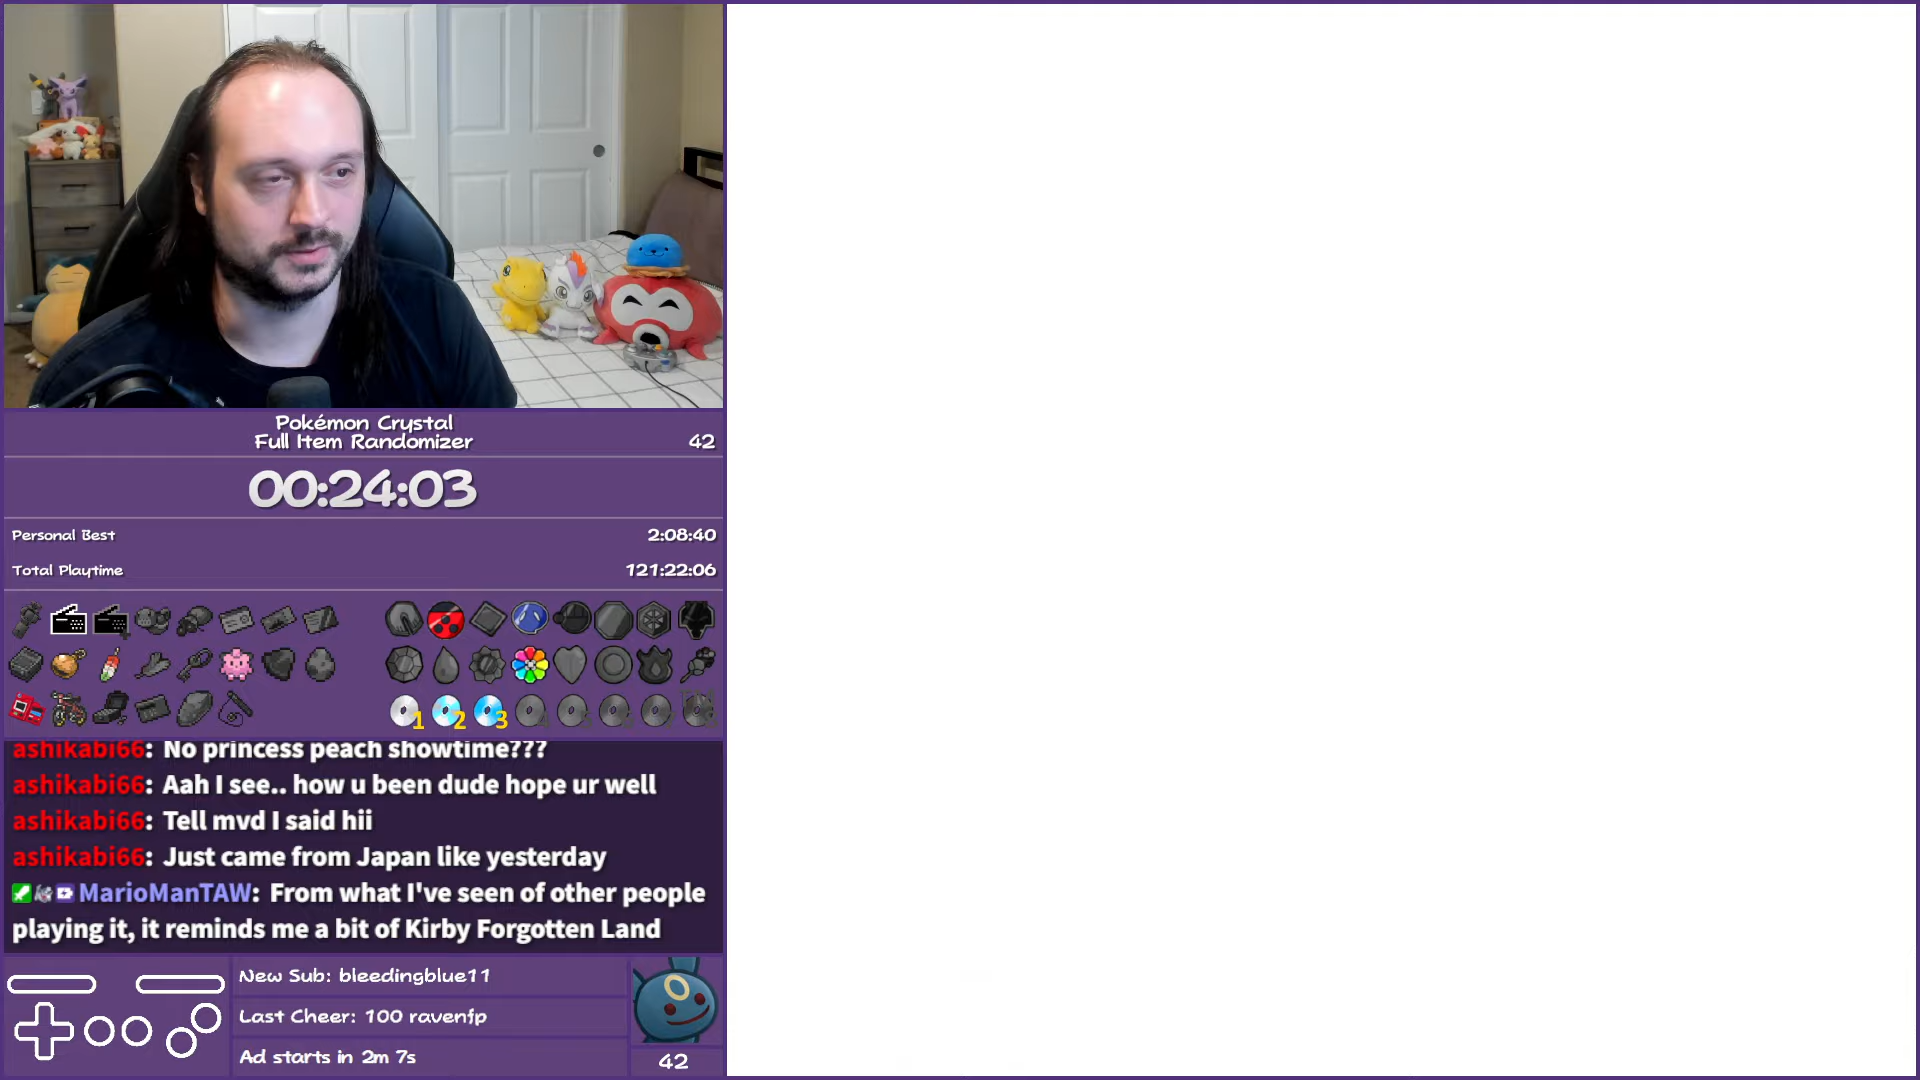 Pokémon Crystal
Full Item Randomizer
42
00:24:03
Personal Best
2:08:40
Total Playtime
121:22:06
1
2
3
ashikabi66: No princess peach showtime???
ashikabi66: Aah I see.. how u been dude hope ur well
ashikabi66: Tell mvd I said hii
ashikabi66: Just came from Japan like yesterday
MarioManTAW: From what I've seen of other people
playing it, it reminds me a bit of Kirby Forgotten Land
New Sub: bleedingblue11
Last Cheer: 100 ravenfp
Ad starts in 2m 7s
42